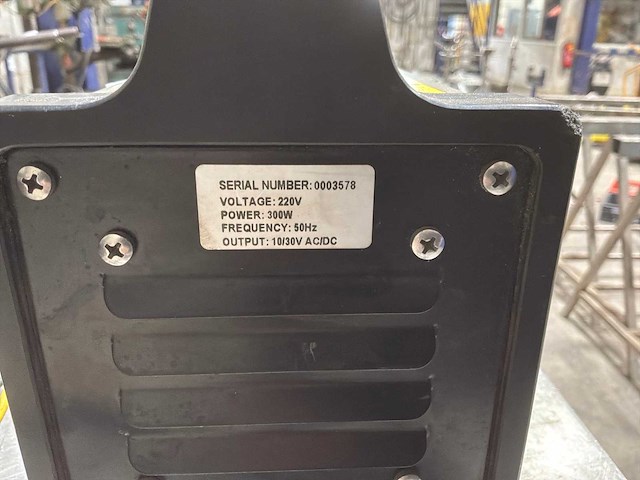 SERIAL NUMBER: 0003578
VOLTAGE: 220V
POWER: 300W
FREQUENCY: 50Hz
OUTPUT: 10/30V AC/DC